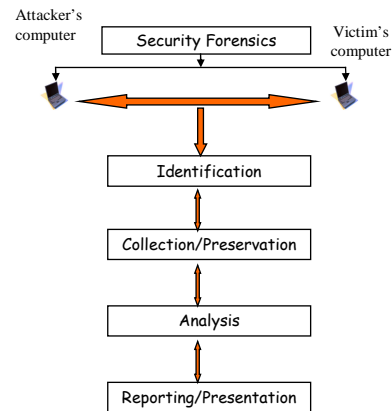 Attacker's
computer
Security Forensics
Victim's
computer
Identification
Collection/Preservation
Analysis
Reporting/Presentation